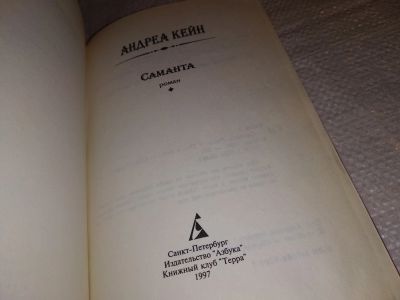 АНДРЕА КЕЙН
САМАНТА
роман
Санкт-Петербург
Издательство "Азбука"
Книжный клуб "Терра"
1997